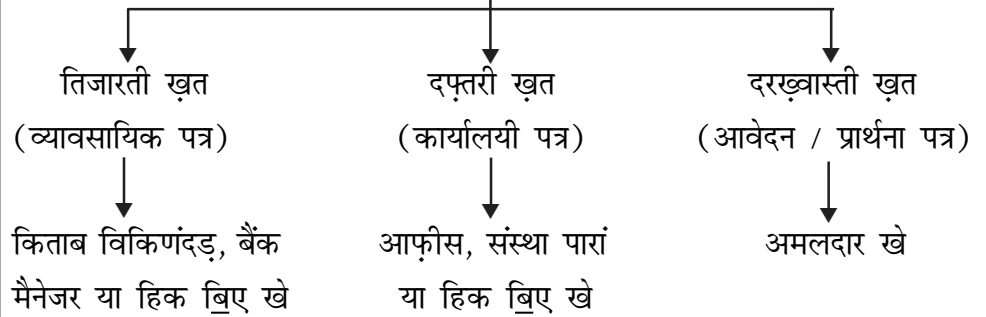 तिजारती ख़त
(व्यावसायिक पत्र)
किताब विकिणंदड़, बैंक
मैनेजर या हिक ॿिए खे
दफ़्तरी ख़त
(कार्यालयी पत्र)
आफ़ीस, संस्था पारां
या हिक ॿिए खे
दरख़्वास्ती ख़त
(आवेदन / प्रार्थना पत्र)
अमलदार खे